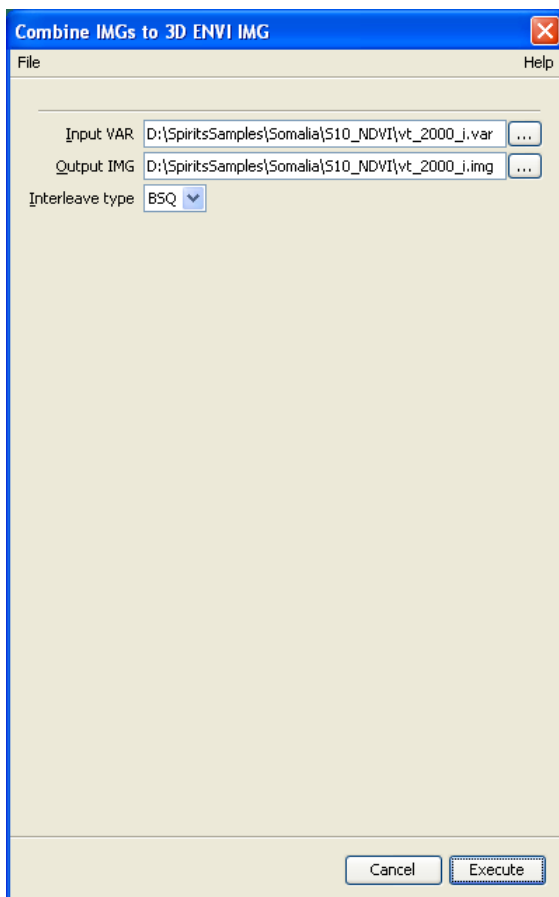 Combine IMGs to 3D ENVI IMG
File Help
Input VAR D:\SpiritsSamples\Somalia\S10_NDVI\vt_2000_i.var ...
Output IMG D:\SpiritsSamples\Somalia\S10_NDVI\vt_2000_i.img ...
Interleave type BSQ
Cancel Execute